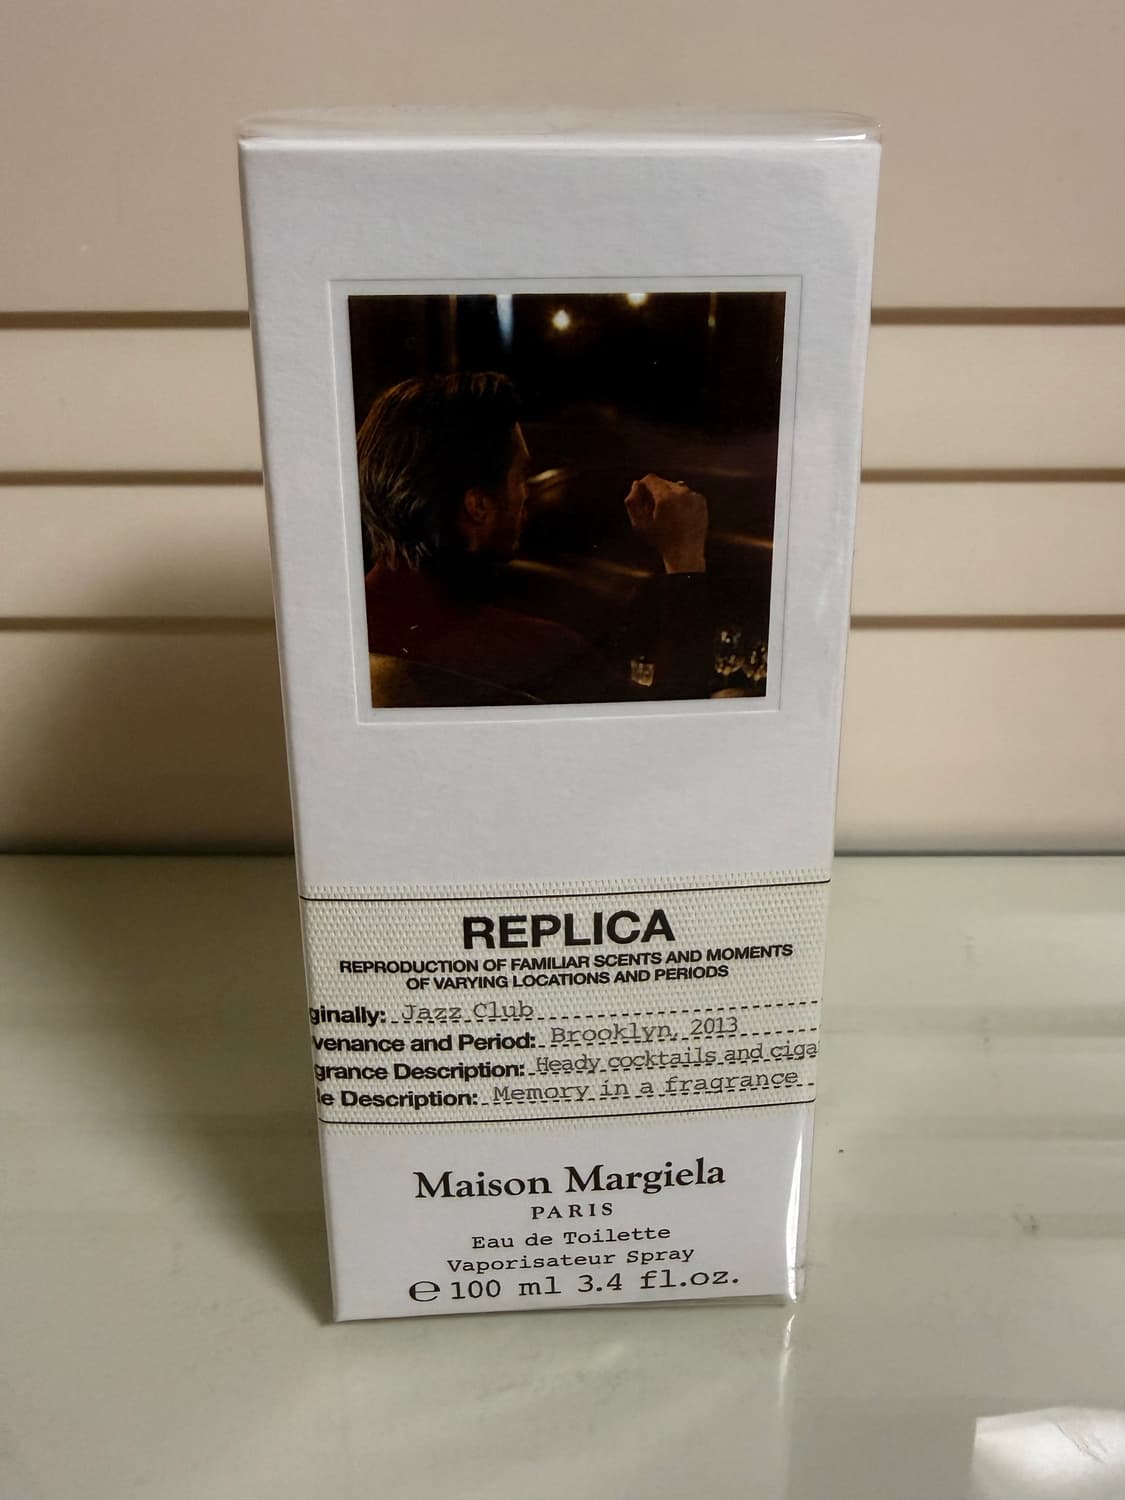 REPLICA
REPRODUCTION OF FAMILIAR SCENTS AND MOMENTS
OF VARYING LOCATIONS AND PERIODS
ginally: Jazz Club
venance and Period: Brooklyn, 2013
grance Description: Heady cocktails and ciga
le Description: Memory in a fragrance
Maison Margiela
PARIS
Eau de Toilette
Vaporisateur Spray
℮ 100 ml 3.4 fl.oz.